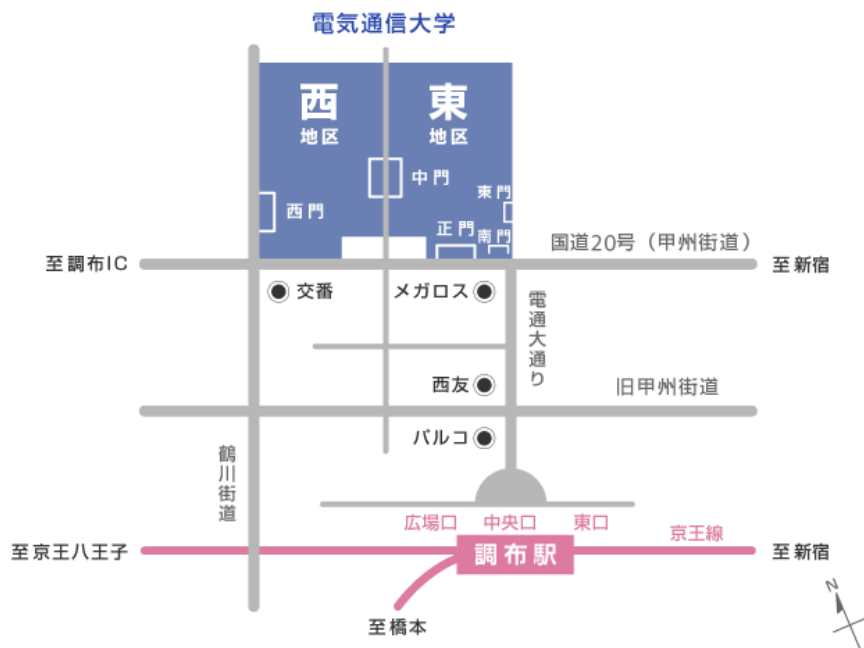 電気通信大学
西
地区
東
地区
中門
東門
西門
正門
南門
国道20号（甲州街道）
至調布IC
至新宿
交番
メガロス
電通大通り
西友
旧甲州街道
パルコ
鶴川街道
広場口
中央口
東口
京王線
至京王八王子
調布駅
至新宿
至橋本
N